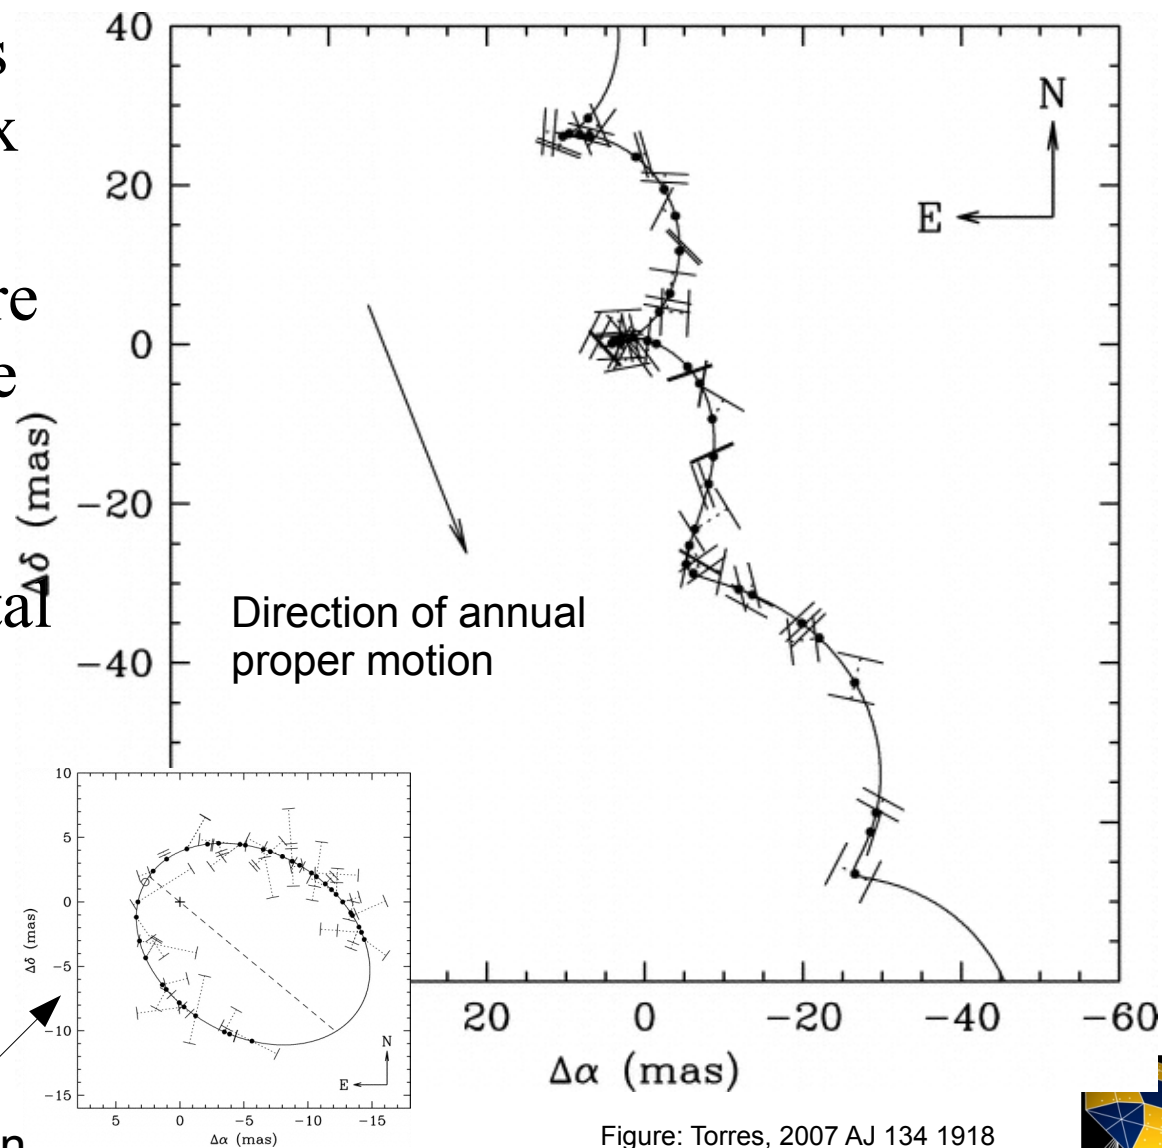 s
x
re
e
tal
n
40
20
0
−20
−40
Δδ (mas)
N
E
Direction of annual
proper motion
20 0 −20 −40 −60
Δα (mas)
10
5
0
−5
−10
−15
Δδ (mas)
N
E
5 0 −5 −10 −15
Δα (mas)
Figure: Torres, 2007 AJ 134 1918